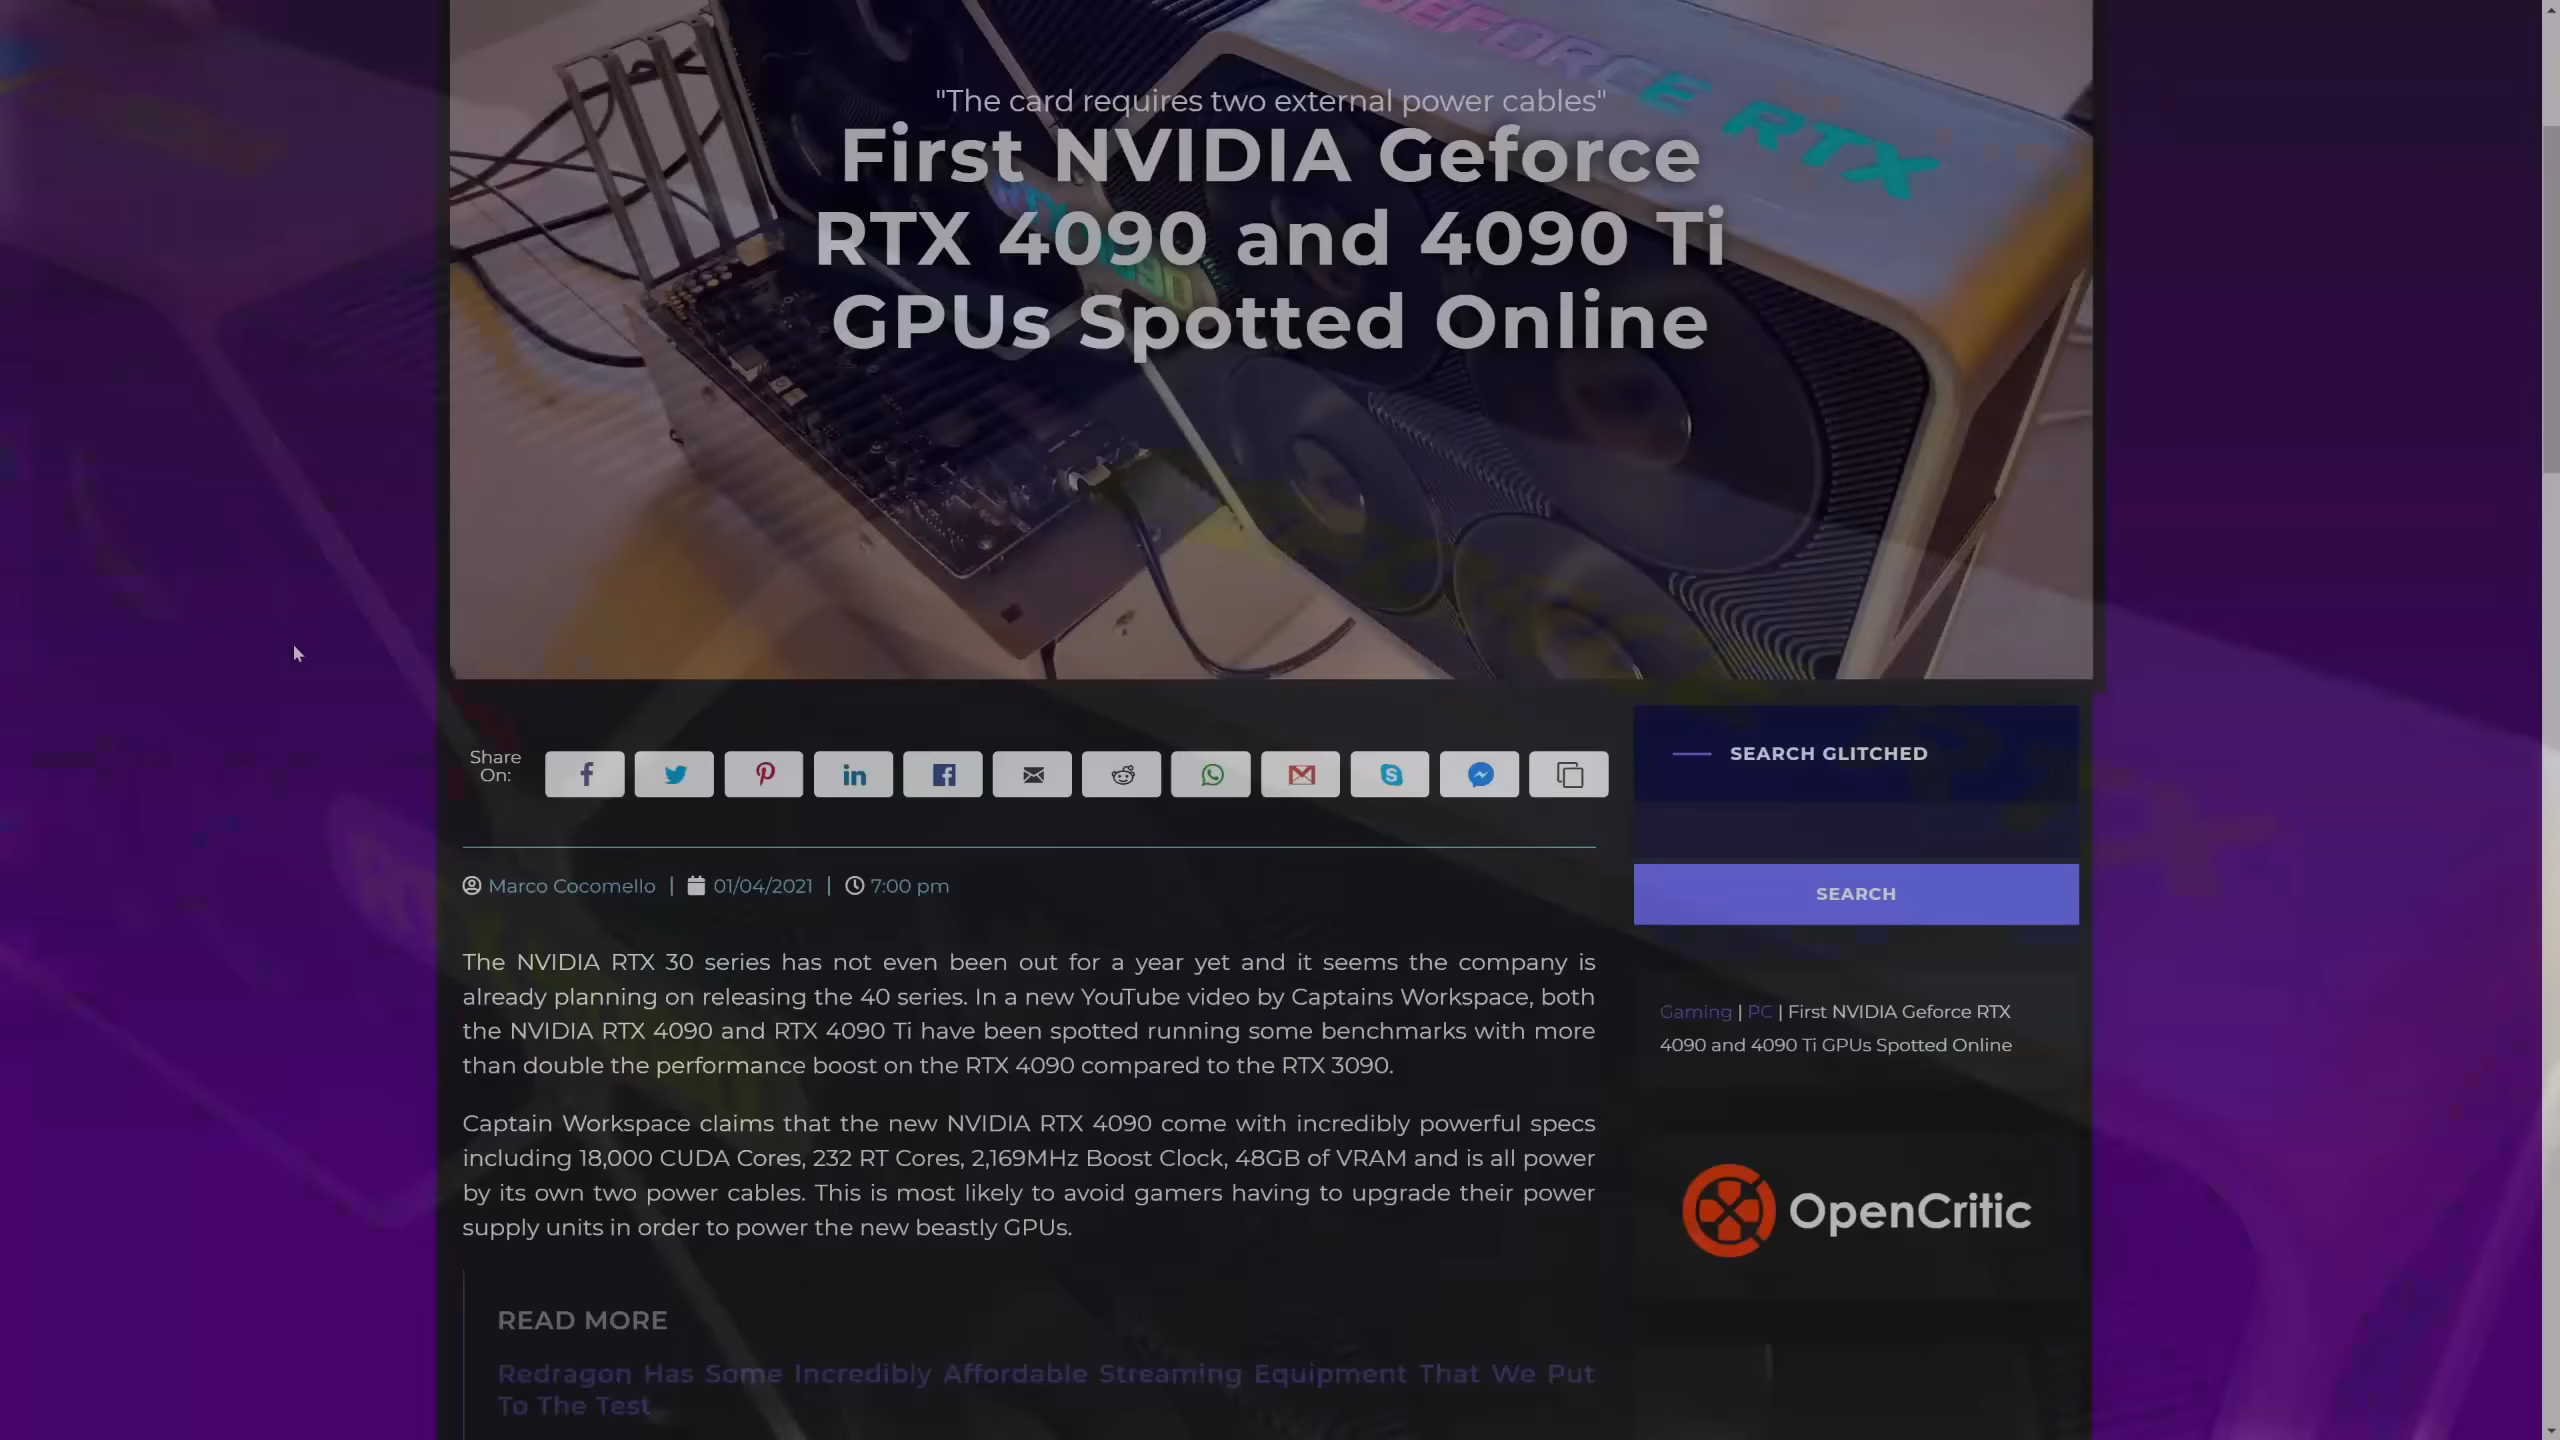 GEFORCE RTX
"The card requires two external power cables"
First NVIDIA Geforce
RTX 4090 and 4090 Ti
GPUs Spotted Online
Share
On:
SEARCH GLITCHED
SEARCH
Marco Cocomello | 01/04/2021 | 7:00 pm
The NVIDIA RTX 30 series has not even been out for a year yet and it seems the company is
already planning on releasing the 40 series. In a new YouTube video by Captains Workspace, both
the NVIDIA RTX 4090 and RTX 4090 Ti have been spotted running some benchmarks with more
than double the performance boost on the RTX 4090 compared to the RTX 3090.
Captain Workspace claims that the new NVIDIA RTX 4090 come with incredibly powerful specs
including 18,000 CUDA Cores, 232 RT Cores, 2,169MHz Boost Clock, 48GB of VRAM and is all power
by its own two power cables. This is most likely to avoid gamers having to upgrade their power
supply units in order to power the new beastly GPUs.
READ MORE
Redragon Has Some Incredibly Affordable Streaming Equipment That We Put
To The Test
Gaming | PC | First NVIDIA Geforce RTX
4090 and 4090 Ti GPUs Spotted Online
OpenCritic